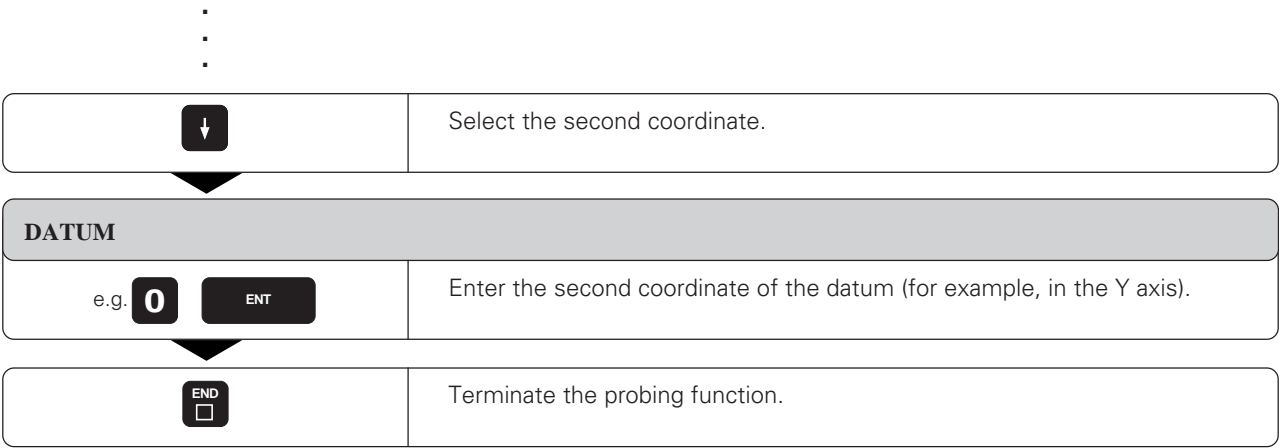 .
.
.
Select the second coordinate.
DATUM
e.g. 0 ENT
Enter the second coordinate of the datum (for example, in the Y axis).
END
Terminate the probing function.